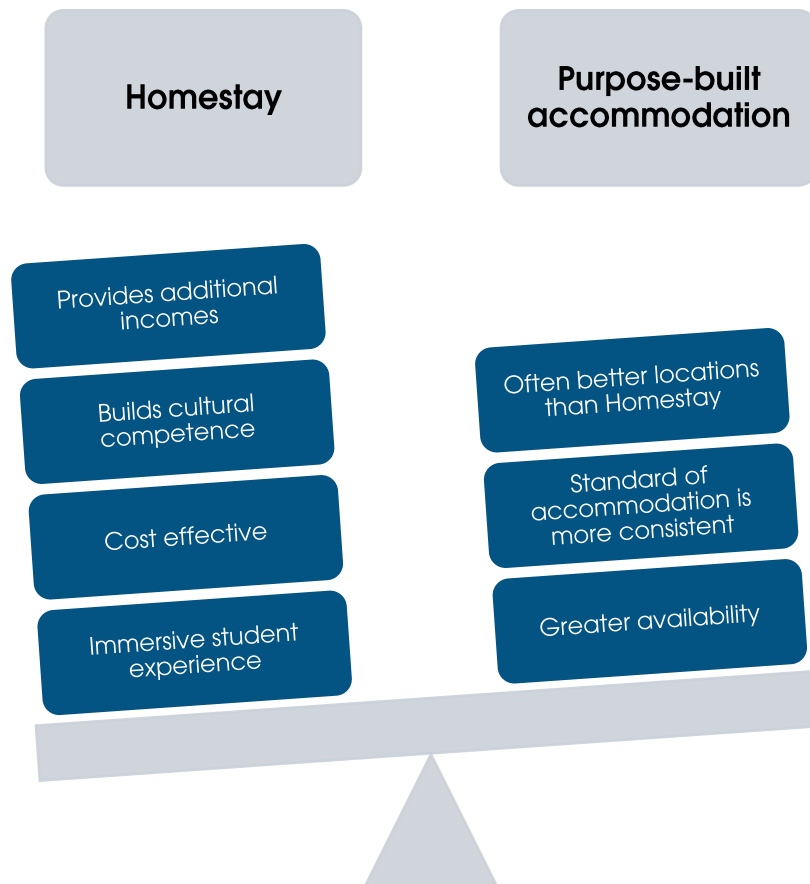 Homestay
Purpose-built
accommodation
Provides additional
incomes
Builds cultural
competence
Cost effective
Immersive student
experience
Often better locations
than Homestay
Standard of
accommodation is
more consistent
Greater availability